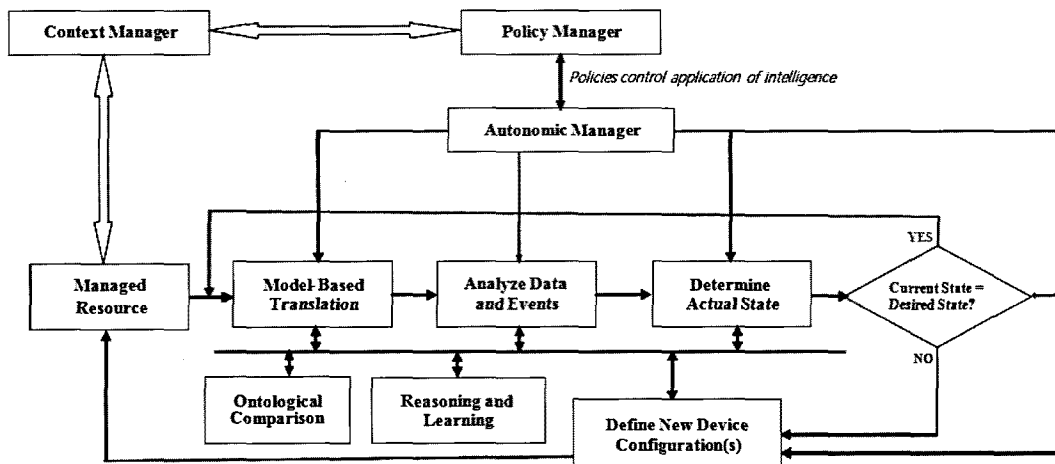 Context Manager
Policy Manager
Policies control application of intelligence
Autonomic Manager
YES
Managed
Resource
Model-Based
Translation
Analyze Data
and Events
Determine
Actual State
Current State =
Desired State?
NO
Ontological
Comparison
Reasoning and
Learning
Define New Device
Configuration(s)